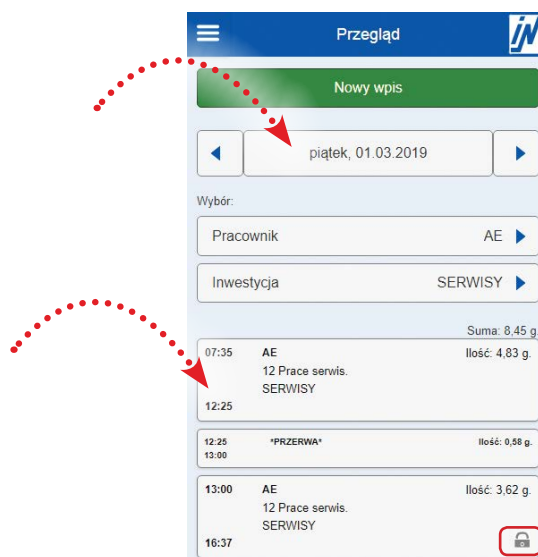 Przegląd
iN
Nowy wpis
piątek, 01.03.2019
Wybór:
Pracownik AE
Inwestycja SERWISY
Suma: 8,45 g.
07:35 AE Ilość: 4,83 g.
12 Prace serwis.
SERWISY
12:25
12:25 *PRZERWA* Ilość: 0,58 g.
13:00
13:00 AE Ilość: 3,62 g.
12 Prace serwis.
SERWISY
16:37